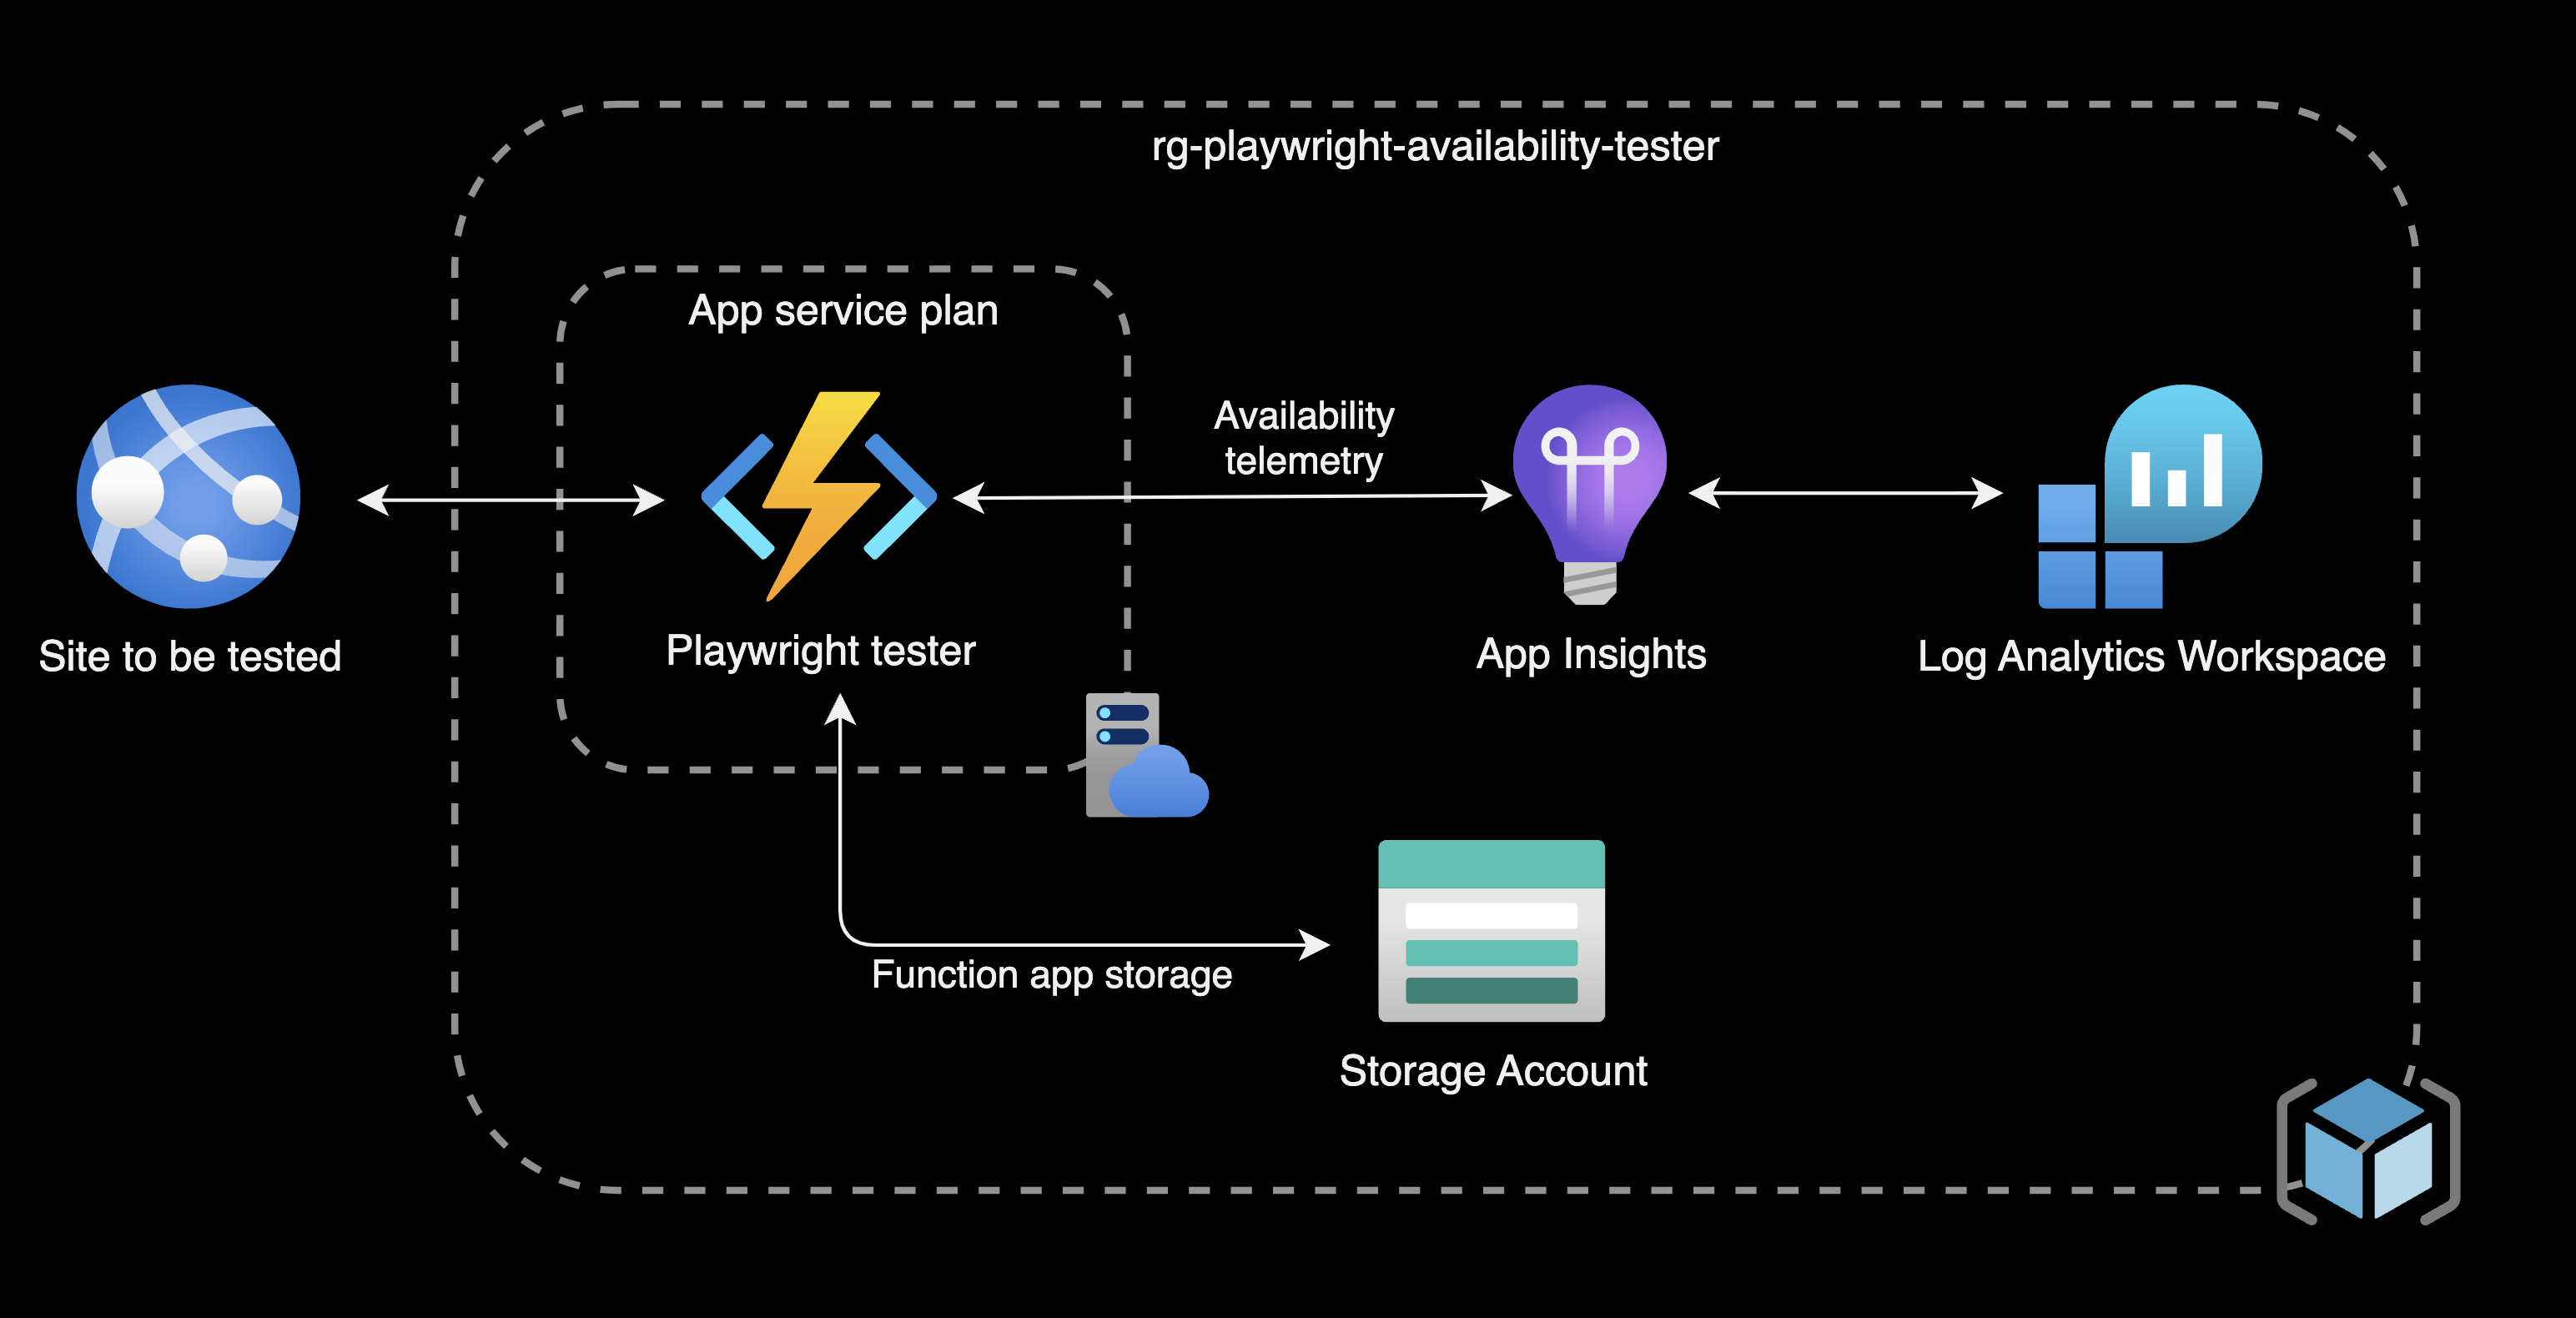 rg-playwright-availability-tester
App service plan
Availability
telemetry
Site to be tested
Playwright tester
App Insights
Log Analytics Workspace
Function app storage
Storage Account